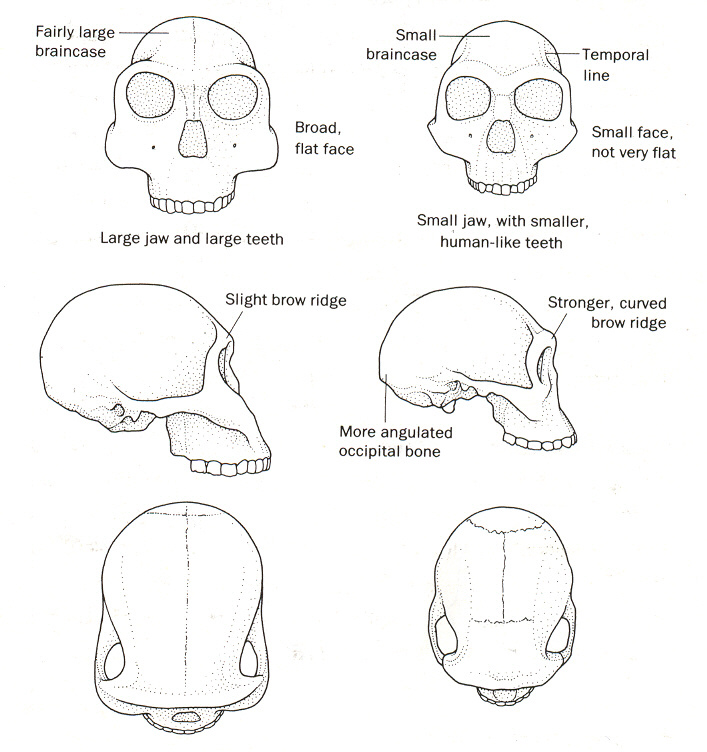 Fairly large
braincase
Small
braincase
Temporal
line
Broad,
flat face
Small face,
not very flat
Large jaw and large teeth
Small jaw, with smaller,
human-like teeth
Slight brow ridge
Stronger, curved
brow ridge
More angulated
occipital bone